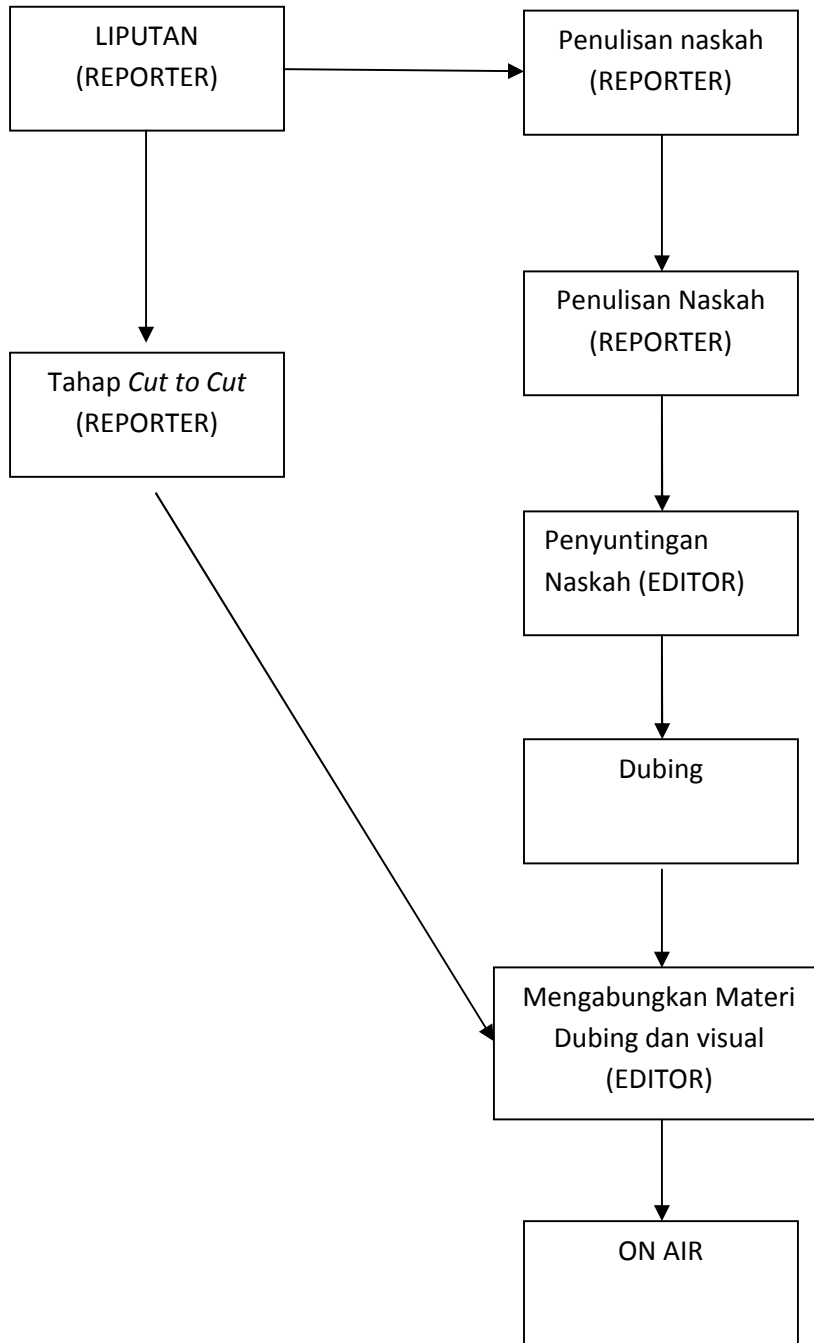 LIPUTAN
(REPORTER)
Penulisan naskah
(REPORTER)
Penulisan Naskah
(REPORTER)
Tahap Cut to Cut
(REPORTER)
Penyuntingan
Naskah (EDITOR)
Dubing
Mengabungkan Materi
Dubing dan visual
(EDITOR)
ON AIR